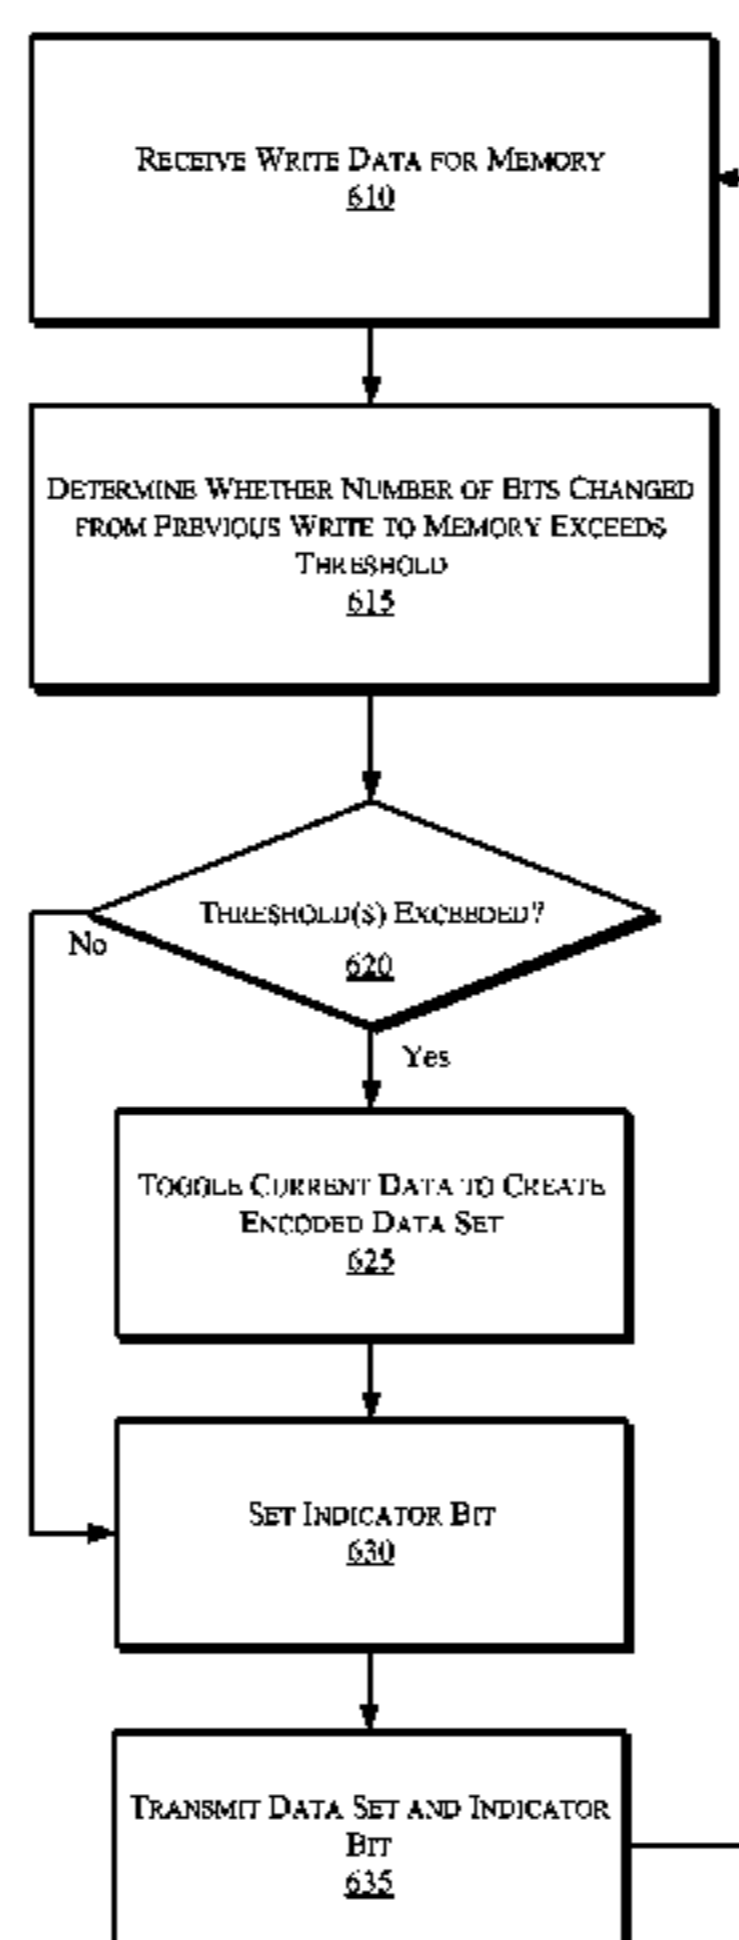 RECEIVE WRITE DATA FOR MEMORY
610
DETERMINE WHETHER NUMBER OF BITS CHANGED
FROM PREVIOUS WRITE TO MEMORY EXCEEDS
THRESHOLD
615
THRESHOLD(S) EXCEEDED?
620
No
Yes
TOGGLE CURRENT DATA TO CREATE
ENCODED DATA SET
625
SET INDICATOR BIT
630
TRANSMIT DATA SET AND INDICATOR
BIT
635